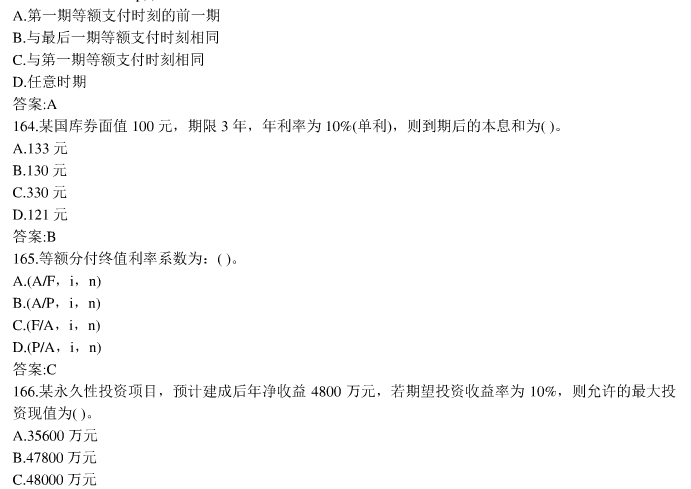 A.第一期等额支付时刻的前一期
B.与最后一期等额支付时刻相同
C.与第一期等额支付时刻相同
D.任意时期
答案:A
164.某国库券面值 100 元，期限 3 年，年利率为 10%(单利)，则到期后的本息和为( )。
A.133 元
B.130 元
C.330 元
D.121 元
答案:B
165.等额分付终值利率系数为：( )。
A.(A/F，i，n)
B.(A/P，i，n)
C.(F/A，i，n)
D.(P/A，i，n)
答案:C
166.某永久性投资项目，预计建成后年净收益 4800 万元，若期望投资收益率为 10%，则允许的最大投
资现值为( )。
A.35600 万元
B.47800 万元
C.48000 万元